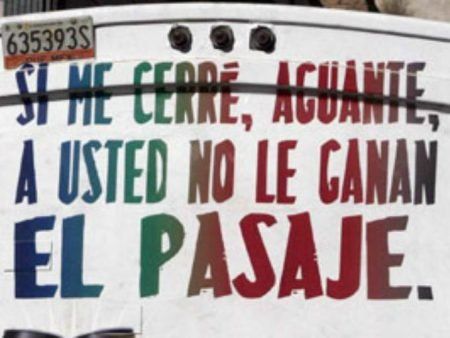 635393S
SI ME CERRÉ, AGUANTE,
A USTED NO LE GANAN
EL PASAJE.